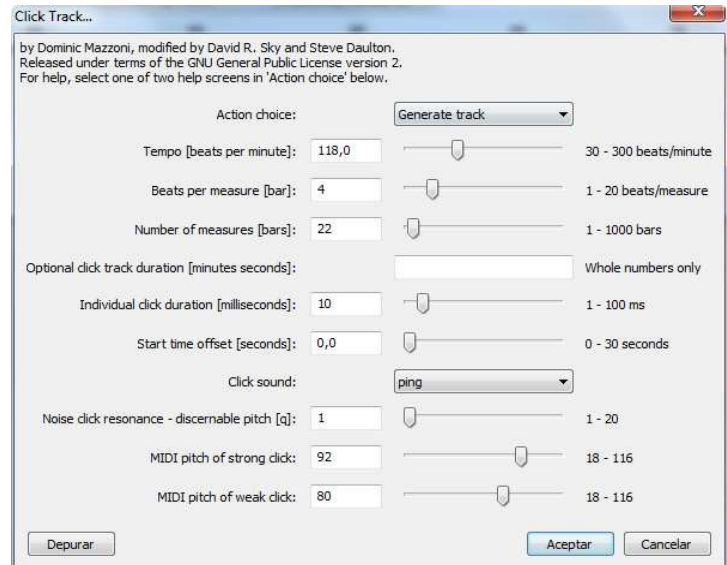 Click Track...
by Dominic Mazzoni, modified by David R. Sky and Steve Daulton.
Released under terms of the GNU General Public License version 2.
For help, select one of two help screens in 'Action choice' below.
Action choice: Generate track
Tempo [beats per minute]: 118,0 30 - 300 beats/minute
Beats per measure [bar]: 4 1 - 20 beats/measure
Number of measures [bars]: 22 1 - 1000 bars
Optional click track duration [minutes seconds]: Whole numbers only
Individual click duration [milliseconds]: 10 1 - 100 ms
Start time offset [seconds]: 0,0 0 - 30 seconds
Click sound: ping
Noise click resonance - discernable pitch [q]: 1 1 - 20
MIDI pitch of strong click: 92 18 - 116
MIDI pitch of weak click: 80 18 - 116
Depurar Aceptar Cancelar